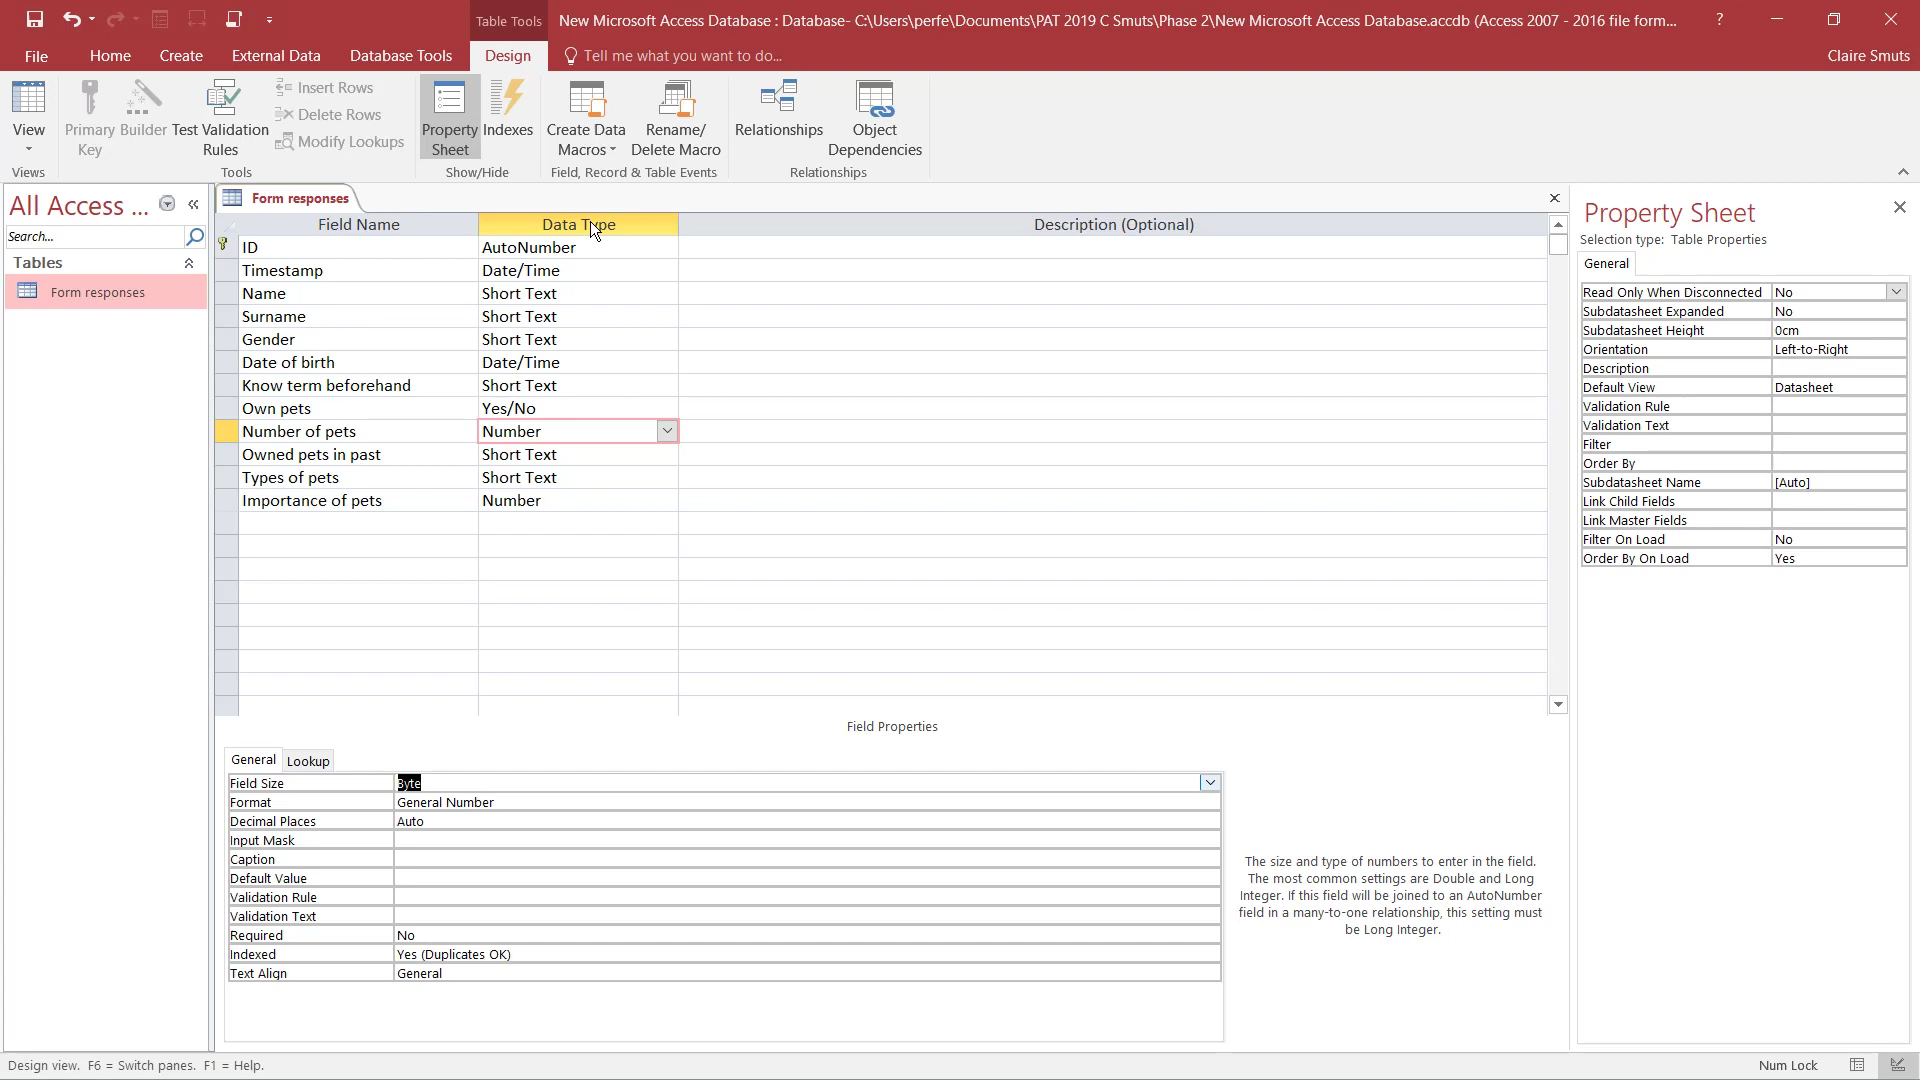 Table Tools
New Microsoft Access Database : Database- C:\Users\perfe\Documents\PAT 2019 C Smuts\Phase 2\New Microsoft Access Database.accdb (Access 2007 - 2016 file form...
?
File Home Create External Data Database Tools Design Tell me what you want to do... Claire Smuts
View
Primary Key
Builder
Test Validation Rules
Insert Rows
Delete Rows
Modify Lookups
Property Sheet
Indexes
Create Data Macros
Rename/ Delete Macro
Relationships
Object Dependencies
Views Tools Show/Hide Field, Record & Table Events Relationships
All Access ...
Search...
Tables
Form responses
Form responses
Field Name Data Type Description (Optional)
ID AutoNumber
Timestamp Date/Time
Name Short Text
Surname Short Text
Gender Short Text
Date of birth Date/Time
Know term beforehand Short Text
Own pets Yes/No
Number of pets Number
Owned pets in past Short Text
Types of pets Short Text
Importance of pets Number
Field Properties
General Lookup
Field Size Byte
Format General Number
Decimal Places Auto
Input Mask
Caption
Default Value
Validation Rule
Validation Text
Required No
Indexed Yes (Duplicates OK)
Text Align General
The size and type of numbers to enter in the field.
The most common settings are Double and Long
Integer. If this field will be joined to an AutoNumber
field in a many-to-one relationship, this setting must
be Long Integer.
Property Sheet
Selection type: Table Properties
General
Read Only When Disconnected No
Subdatasheet Expanded No
Subdatasheet Height 0cm
Orientation Left-to-Right
Description
Default View Datasheet
Validation Rule
Validation Text
Filter
Order By
Subdatasheet Name [Auto]
Link Child Fields
Link Master Fields
Filter On Load No
Order By On Load Yes
Design view. F6 = Switch panes. F1 = Help.
Num Lock